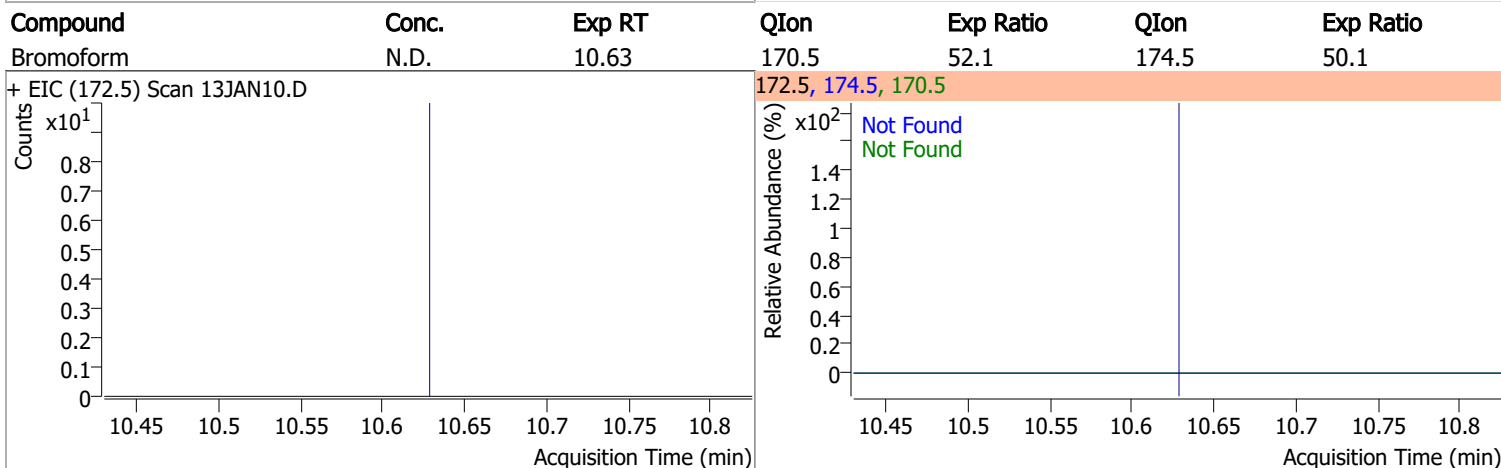 Compound Conc. Exp RT QIon Exp Ratio QIon Exp Ratio
Bromoform N.D. 10.63 170.5 52.1 174.5 50.1
+ EIC (172.5) Scan 13JAN10.D
Counts
x10¹
0.8
0.7
0.6
0.5
0.4
0.3
0.2
0.1
0
10.45 10.5 10.55 10.6 10.65 10.7 10.75 10.8
Acquisition Time (min)
172.5, 174.5, 170.5
Relative Abundance (%)
x10²
Not Found
Not Found
1.4
1.2
1
0.8
0.6
0.4
0.2
0
10.45 10.5 10.55 10.6 10.65 10.7 10.75 10.8
Acquisition Time (min)